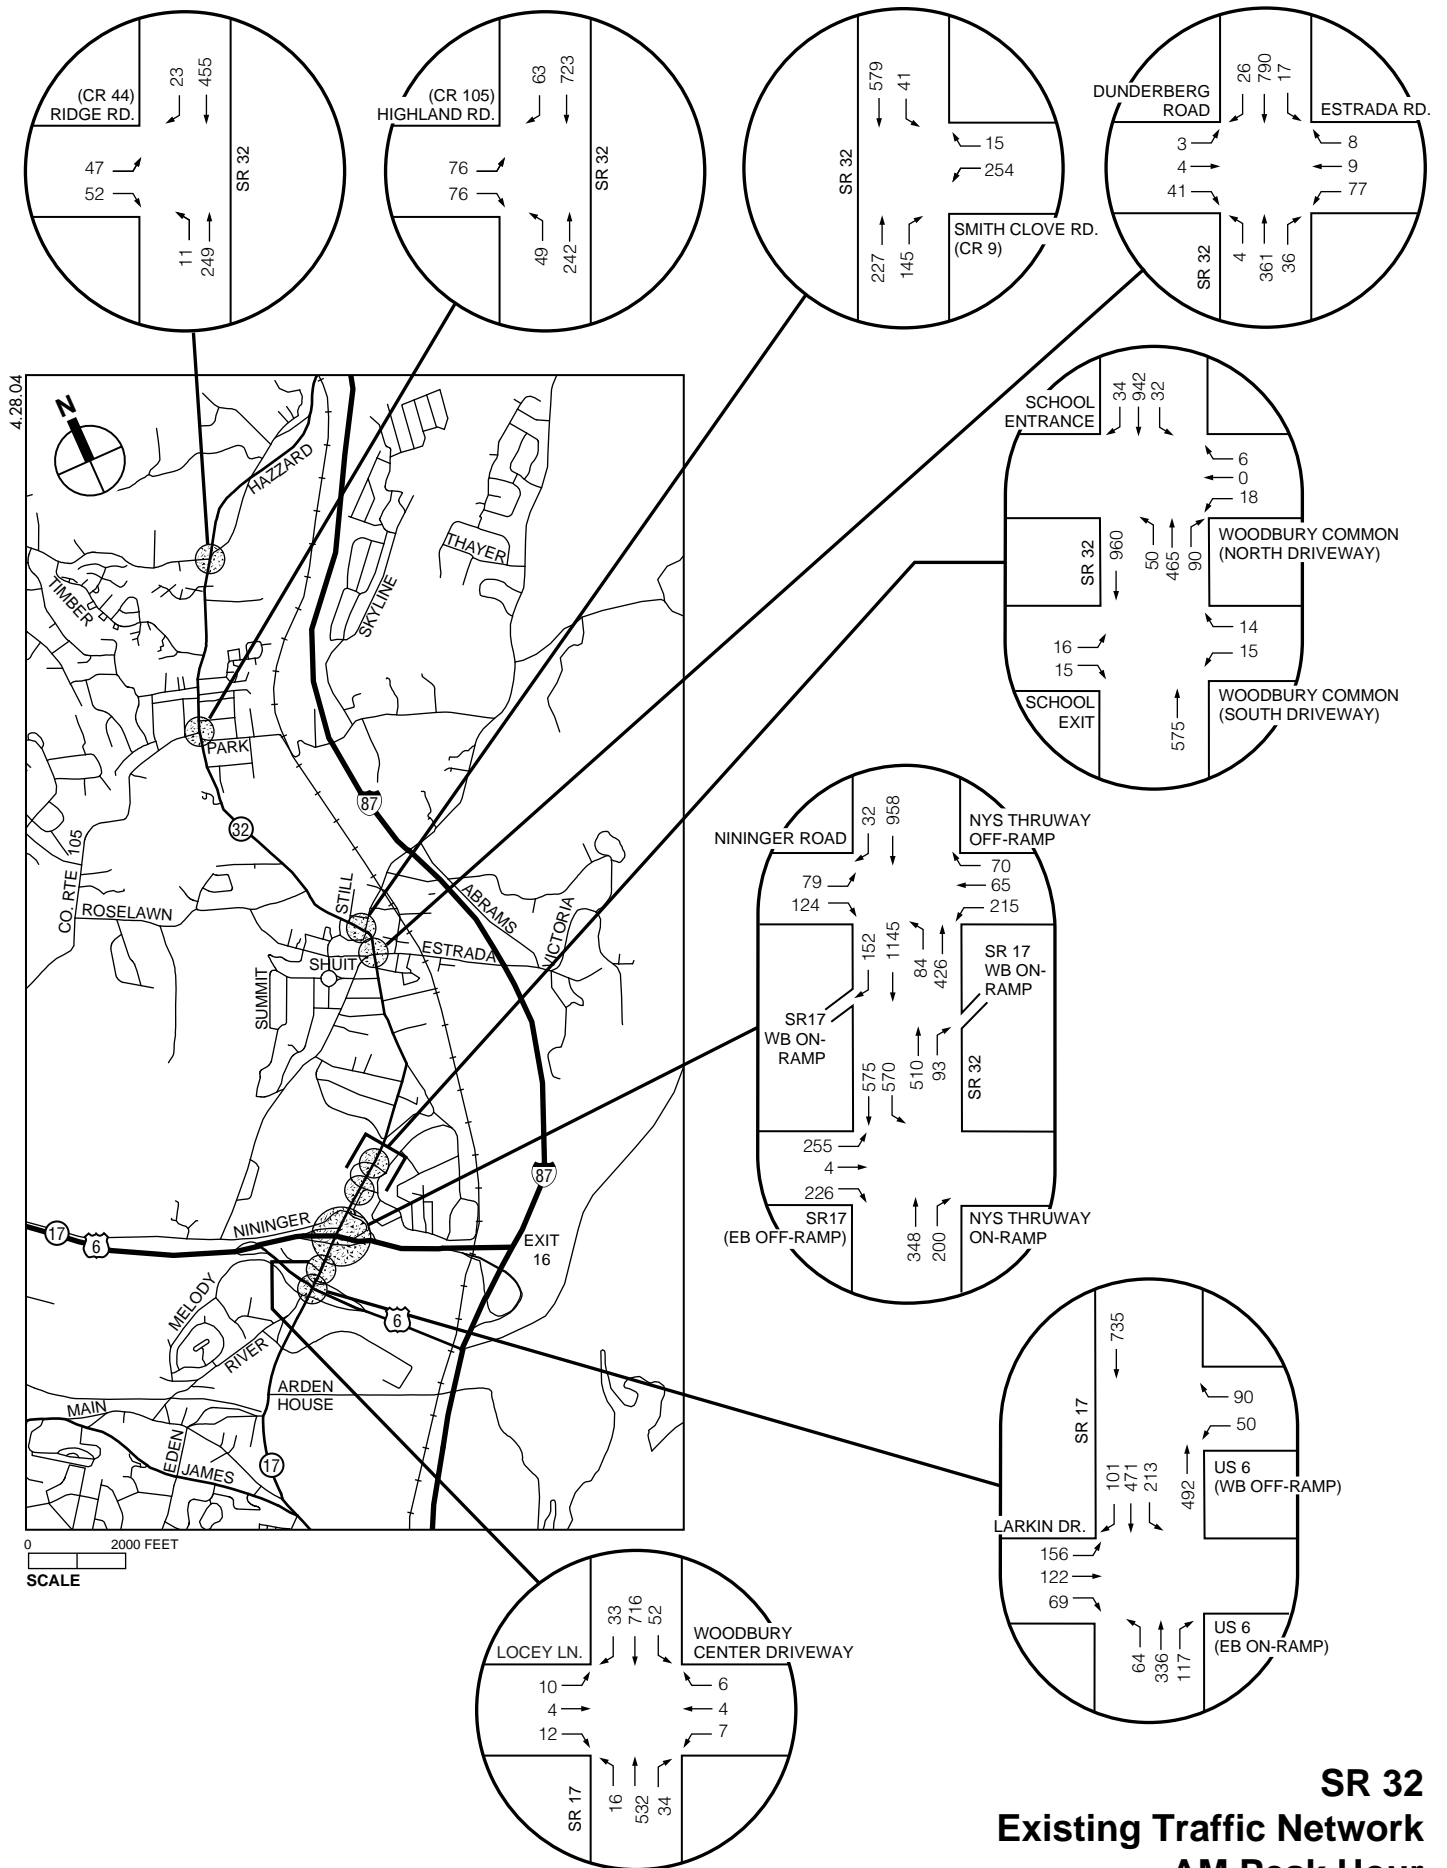 (CR 44)
RIDGE RD.
23
455
47
52
11
249
SR 32
(CR 105)
HIGHLAND RD.
63
723
76
76
49
242
SR 32
579
41
15
254
SR 32
227
145
SMITH CLOVE RD.
(CR 9)
DUNDERBERG
ROAD
26
790
17
ESTRADA RD.
3
4
41
8
9
77
SR 32
4
361
36
4.28.04
N
HAZZARD
THAYER
SKYLINE
TIMBER
PARK
87
32
CO. RTE 105
ROSELAWN
STILL
ABRAMS
VICTORIA
ESTRADA
SHUIT
SUMMIT
87
17
6
NININGER
EXIT
16
MELODY
RIVER
6
ARDEN
HOUSE
MAIN
EDEN
JAMES
17
0
2000 FEET
SCALE
SCHOOL
ENTRANCE
34
942
32
6
0
18
SR 32
960
50
465
90
WOODBURY COMMON
(NORTH DRIVEWAY)
16
15
14
15
SCHOOL
EXIT
575
WOODBURY COMMON
(SOUTH DRIVEWAY)
NININGER ROAD
32
958
NYS THRUWAY
OFF-RAMP
79
124
70
65
215
152
1145
84
426
SR 17
WB ON-
RAMP
SR17
WB ON-
RAMP
575
570
510
93
SR 32
255
4
226
SR17
(EB OFF-RAMP)
348
200
NYS THRUWAY
ON-RAMP
735
SR 17
90
50
101
471
213
492
US 6
(WB OFF-RAMP)
LARKIN DR.
156
122
69
64
336
117
US 6
(EB ON-RAMP)
LOCEY LN.
33
716
52
WOODBURY
CENTER DRIVEWAY
10
4
12
6
4
7
SR 17
16
532
34
SR 32
Existing Traffic Network
AM Peak Hour